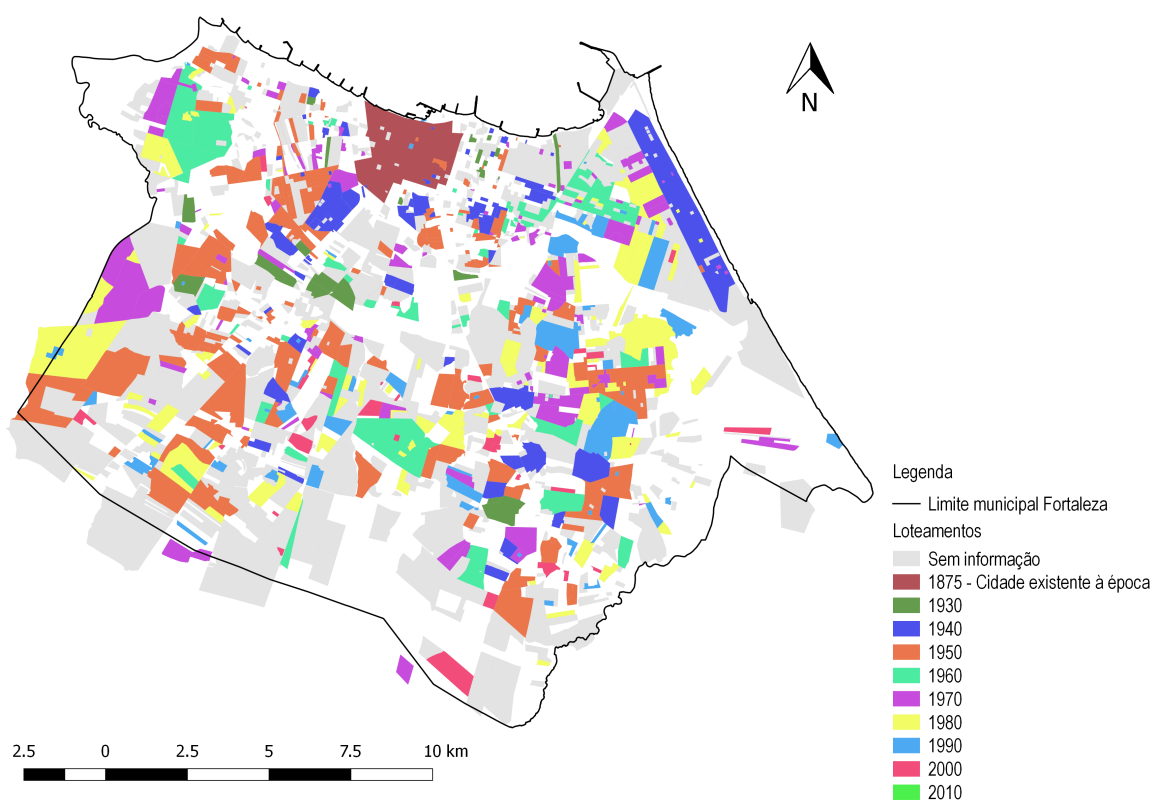 N
Legenda
Limite municipal Fortaleza
Loteamentos
Sem informação
1875 - Cidade existente à época
1930
1940
1950
1960
1970
1980
1990
2000
2010
2.5 0 2.5 5 7.5 10 km